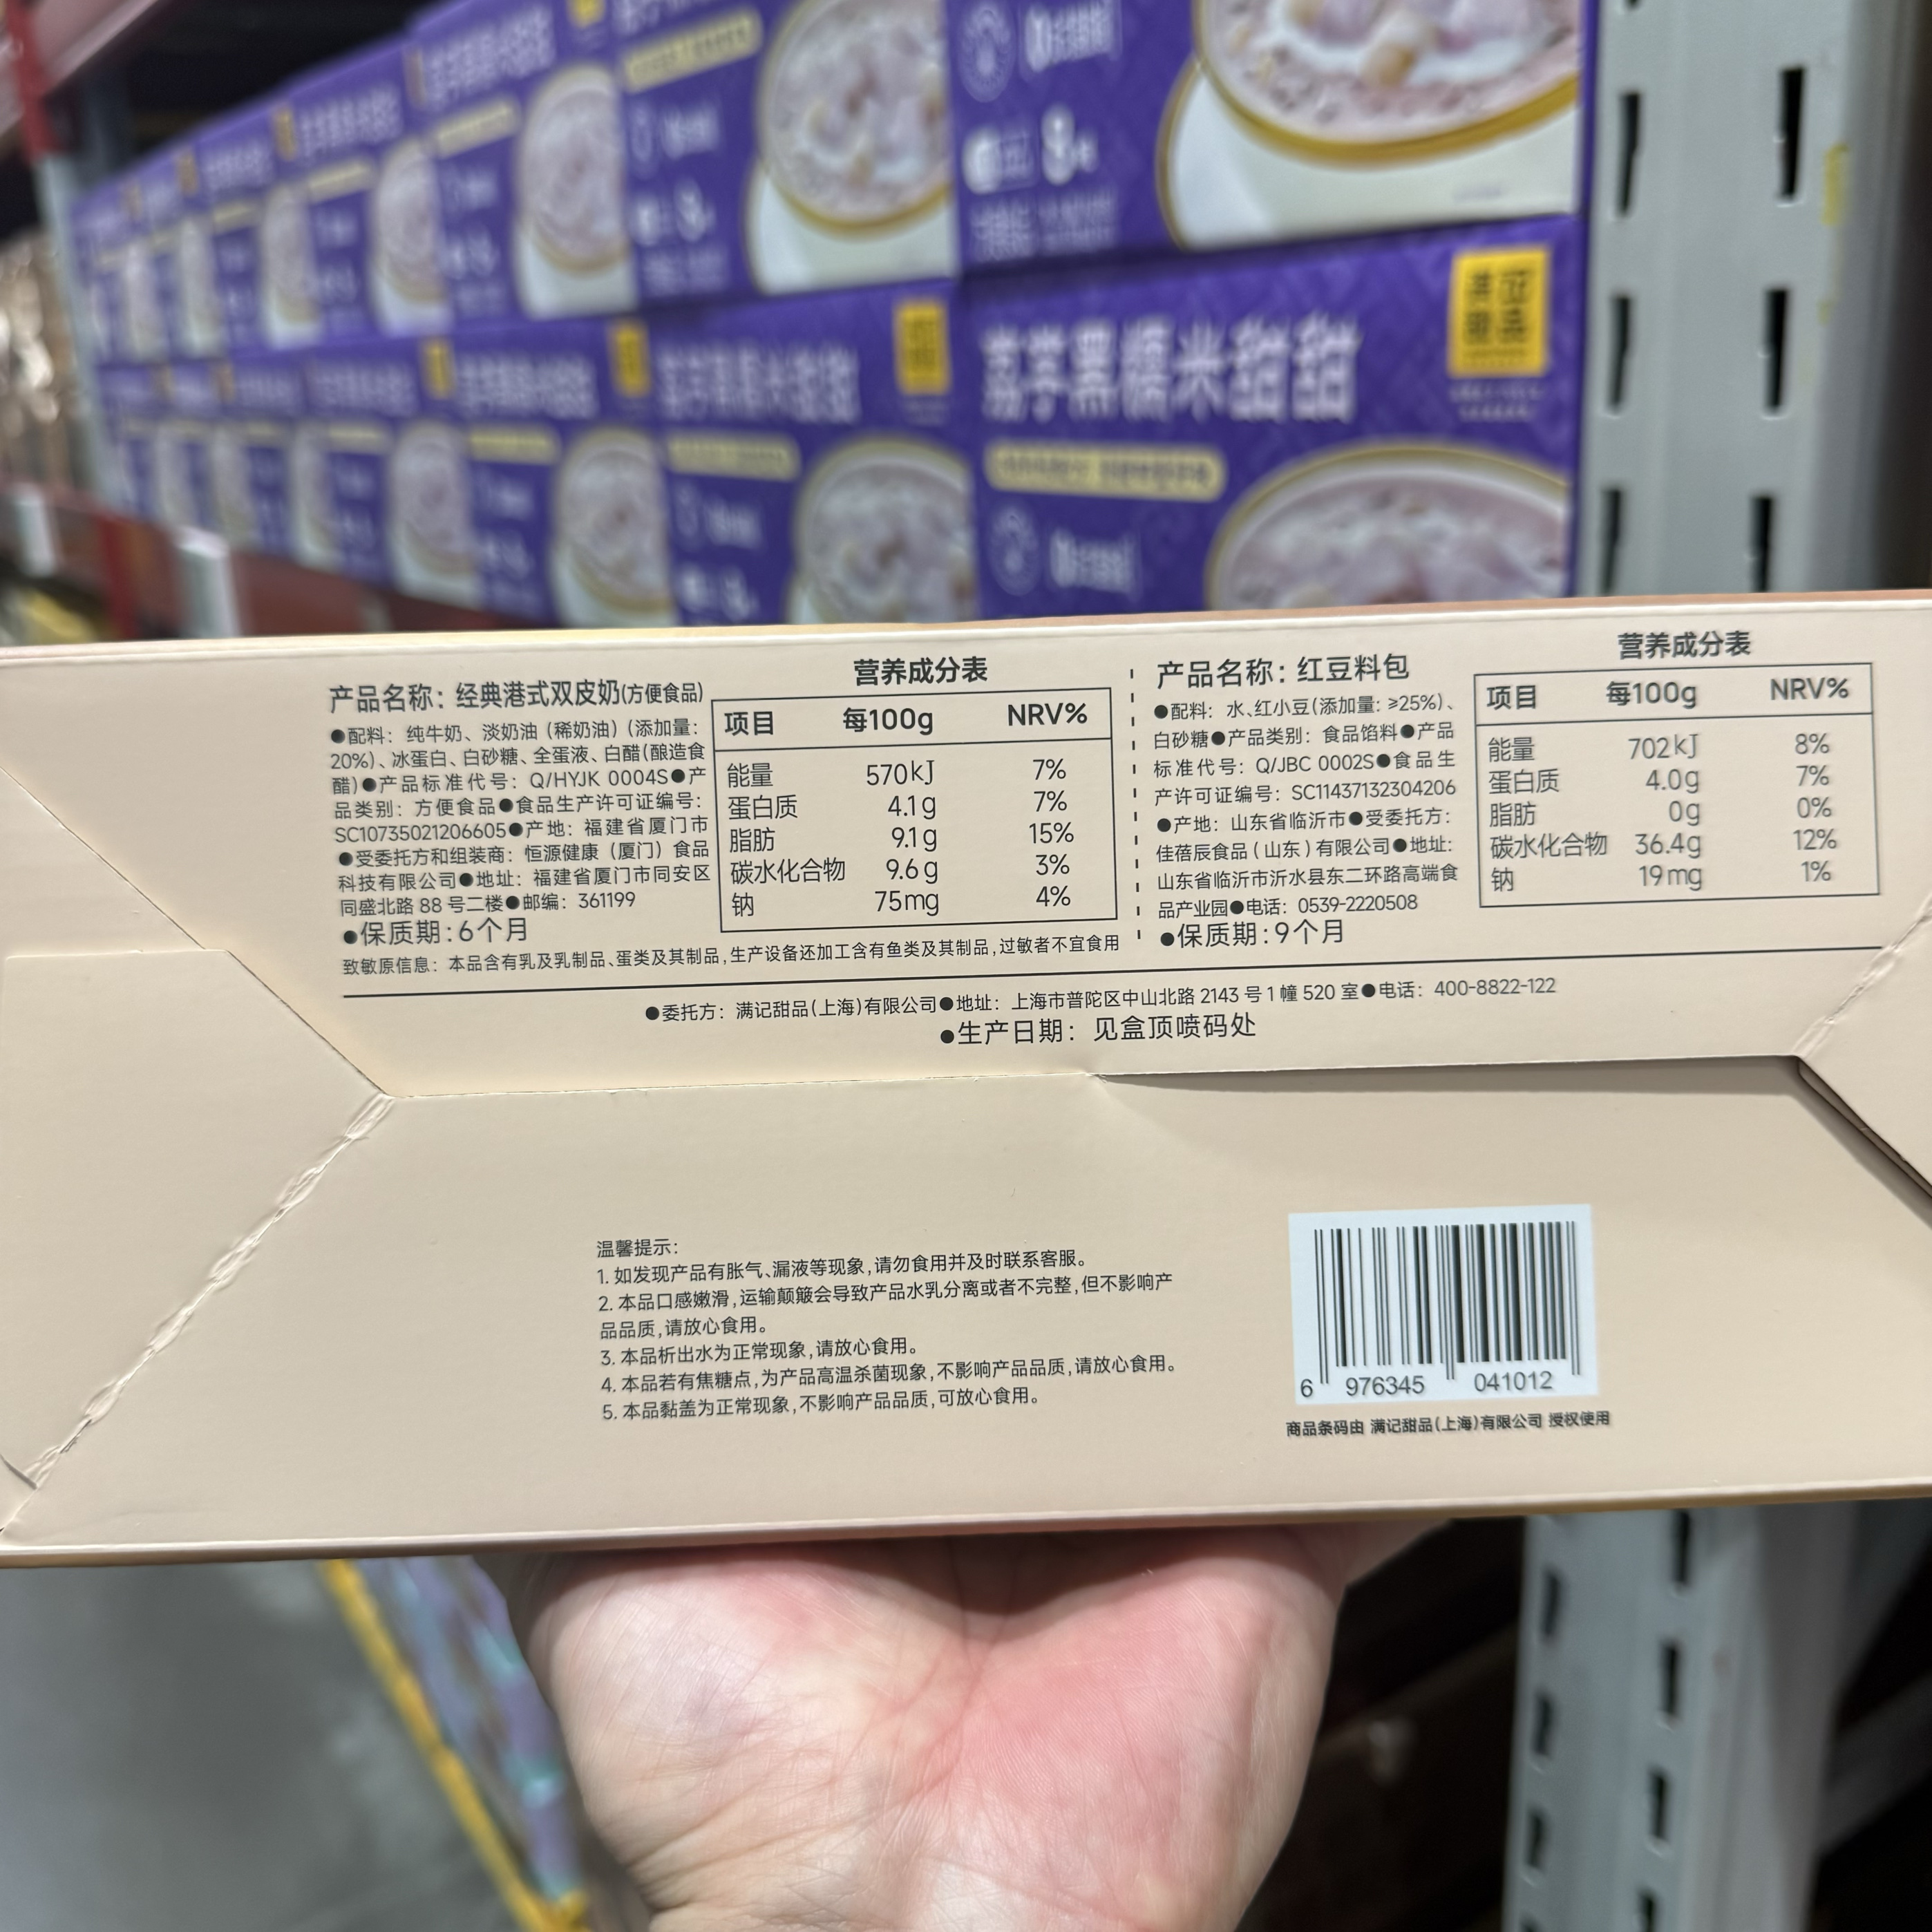 满记甜品
黑糯米甜甜
产品名称: 经典港式双皮奶(方便食品)
●配料: 纯牛奶、淡奶油 (稀奶油) (添加量:
20%)、冰蛋白、白砂糖、全蛋液、白醋(酿造食
醋)●产品标准代号: Q/HYJK 0004S●产
品类别: 方便食品●食品生产许可证编号:
SC10735021206605●产地: 福建省厦门市
●受委托方和组装商: 恒源健康 (厦门) 食品
科技有限公司●地址: 福建省厦门市同安区
同盛北路 88 号二楼●邮编: 361199
●保质期:6个月
营养成分表
项目 每100g NRV%
能量 570kJ 7%
蛋白质 4.1g 7%
脂肪 9.1g 15%
碳水化合物 9.6g 3%
钠 75mg 4%
致敏原信息: 本品含有乳及乳制品、蛋类及其制品,生产设备还加工含有鱼类及其制品,过敏者不宜食用
产品名称: 红豆料包
●配料: 水、红小豆(添加量: ≥25%)、
白砂糖●产品类别: 食品馅料●产品
标准代号: Q/JBC 0002S●食品生
产许可证编号: SC11437132304206
●产地: 山东省临沂市●受委托方:
佳蓓辰食品 (山东) 有限公司●地址:
山东省临沂市沂水县东二环路高端食
品产业园●电话: 0539-2220508
●保质期:9个月
营养成分表
项目 每100g NRV%
能量 702kJ 8%
蛋白质 4.0g 7%
脂肪 0g 0%
碳水化合物 36.4g 12%
钠 19mg 1%
●委托方: 满记甜品(上海)有限公司●地址: 上海市普陀区中山北路 2143 号 1 幢 520 室●电话: 400-8822-122
●生产日期: 见盒顶喷码处
温馨提示:
1. 如发现产品有胀气、漏液等现象,请勿食用并及时联系客服。
2. 本品口感嫩滑,运输颠簸会导致产品水乳分离或者不完整,但不影响产
品品质,请放心食用。
3. 本品析出水为正常现象,请放心食用。
4. 本品若有焦糖点,为产品高温杀菌现象,不影响产品品质,请放心食用。
5. 本品黏盖为正常现象,不影响产品品质,可放心食用。
6 976345 041012
商品条码由 满记甜品(上海)有限公司 授权使用